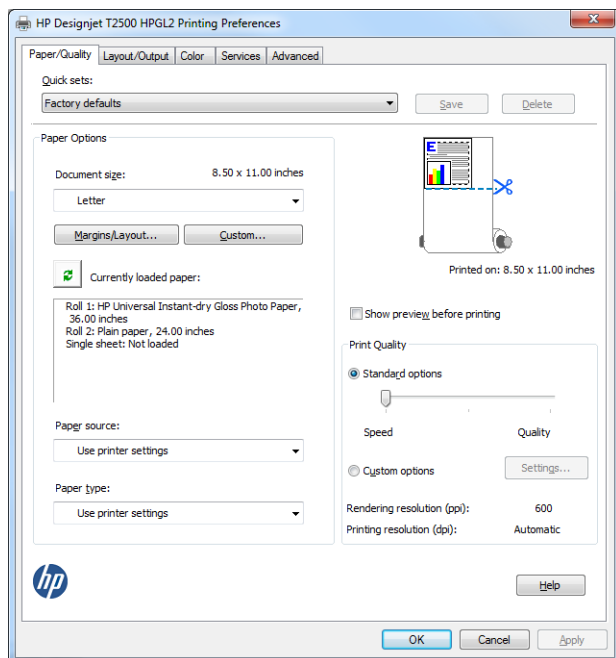 HP Designjet T2500 HPGL2 Printing Preferences
Paper/Quality Layout/Output Color Services Advanced
Quick sets:
Factory defaults
Save Delete
Paper Options
Document size: 8.50 x 11.00 inches
Letter
Margins/Layout... Custom...
Currently loaded paper:
Roll 1: HP Universal Instant-dry Gloss Photo Paper,
36.00 inches
Roll 2: Plain paper, 24.00 inches
Single sheet: Not loaded
Paper source:
Use printer settings
Paper type:
Use printer settings
E
Printed on: 8.50 x 11.00 inches
Show preview before printing
Print Quality
Standard options
Speed Quality
Custom options Settings...
Rendering resolution (ppi): 600
Printing resolution (dpi): Automatic
hp
Help
OK Cancel Apply